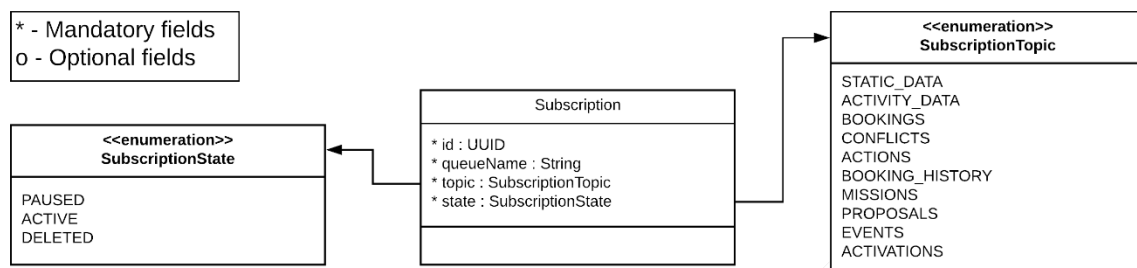 * - Mandatory fields
o - Optional fields
<<enumeration>>
SubscriptionState
PAUSED
ACTIVE
DELETED
Subscription
* id : UUID
* queueName : String
* topic : SubscriptionTopic
* state : SubscriptionState
<<enumeration>>
SubscriptionTopic
STATIC_DATA
ACTIVITY_DATA
BOOKINGS
CONFLICTS
ACTIONS
BOOKING_HISTORY
MISSIONS
PROPOSALS
EVENTS
ACTIVATIONS